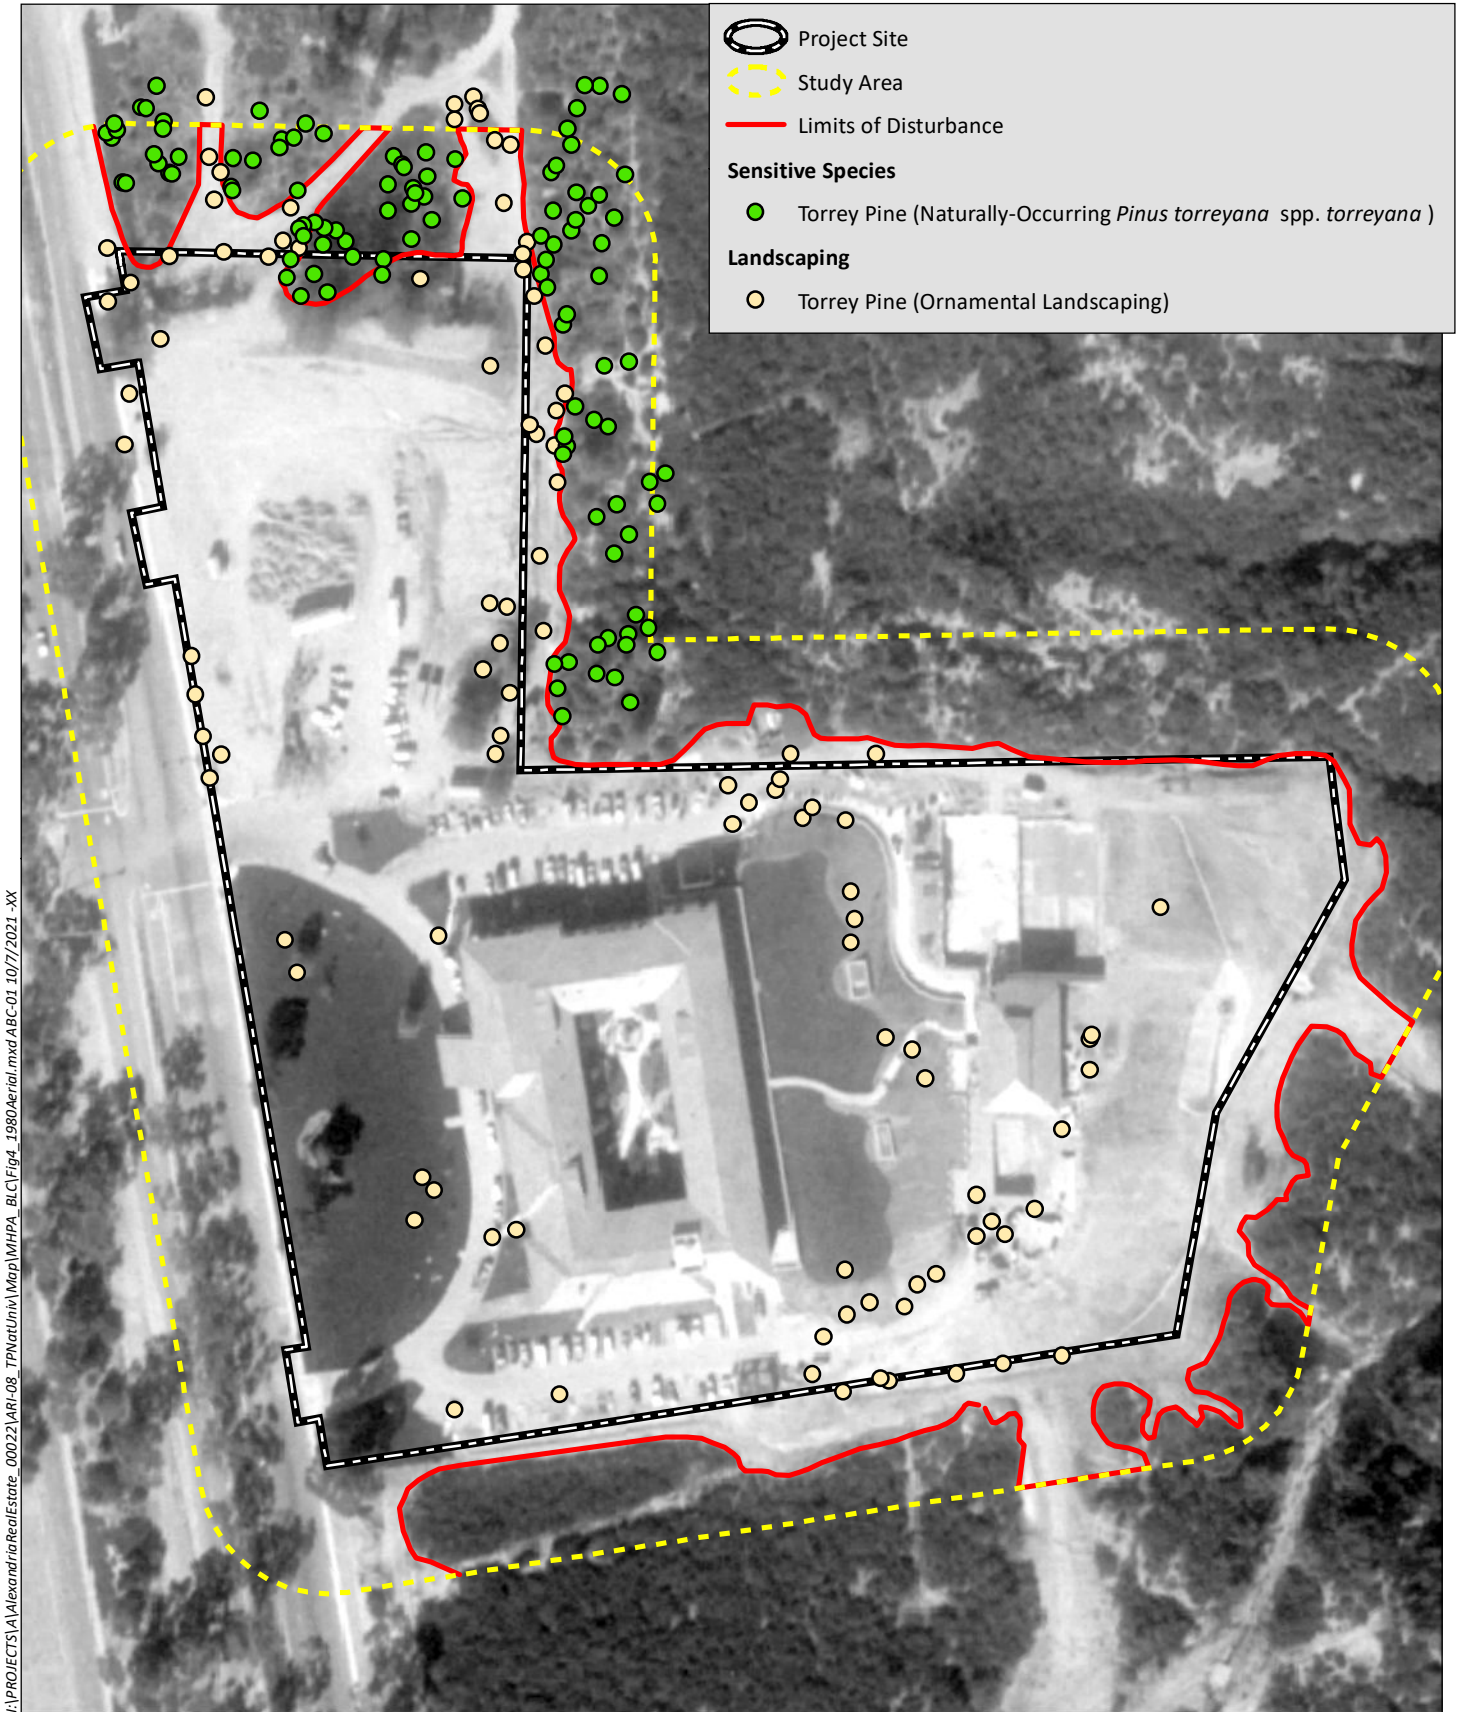 Project Site
Study Area
Limits of Disturbance
Sensitive Species
Torrey Pine (Naturally-Occurring Pinus torreyana spp. torreyana )
Landscaping
Torrey Pine (Ornamental Landscaping)
I:\PROJECTS\A\AlexandriaRealEstate_00022\ARI-08_TPNatUniv\Map\MHPA_BLC\Fig4_1980Aerial.mxd ABC-01 10/7/2021 -XX